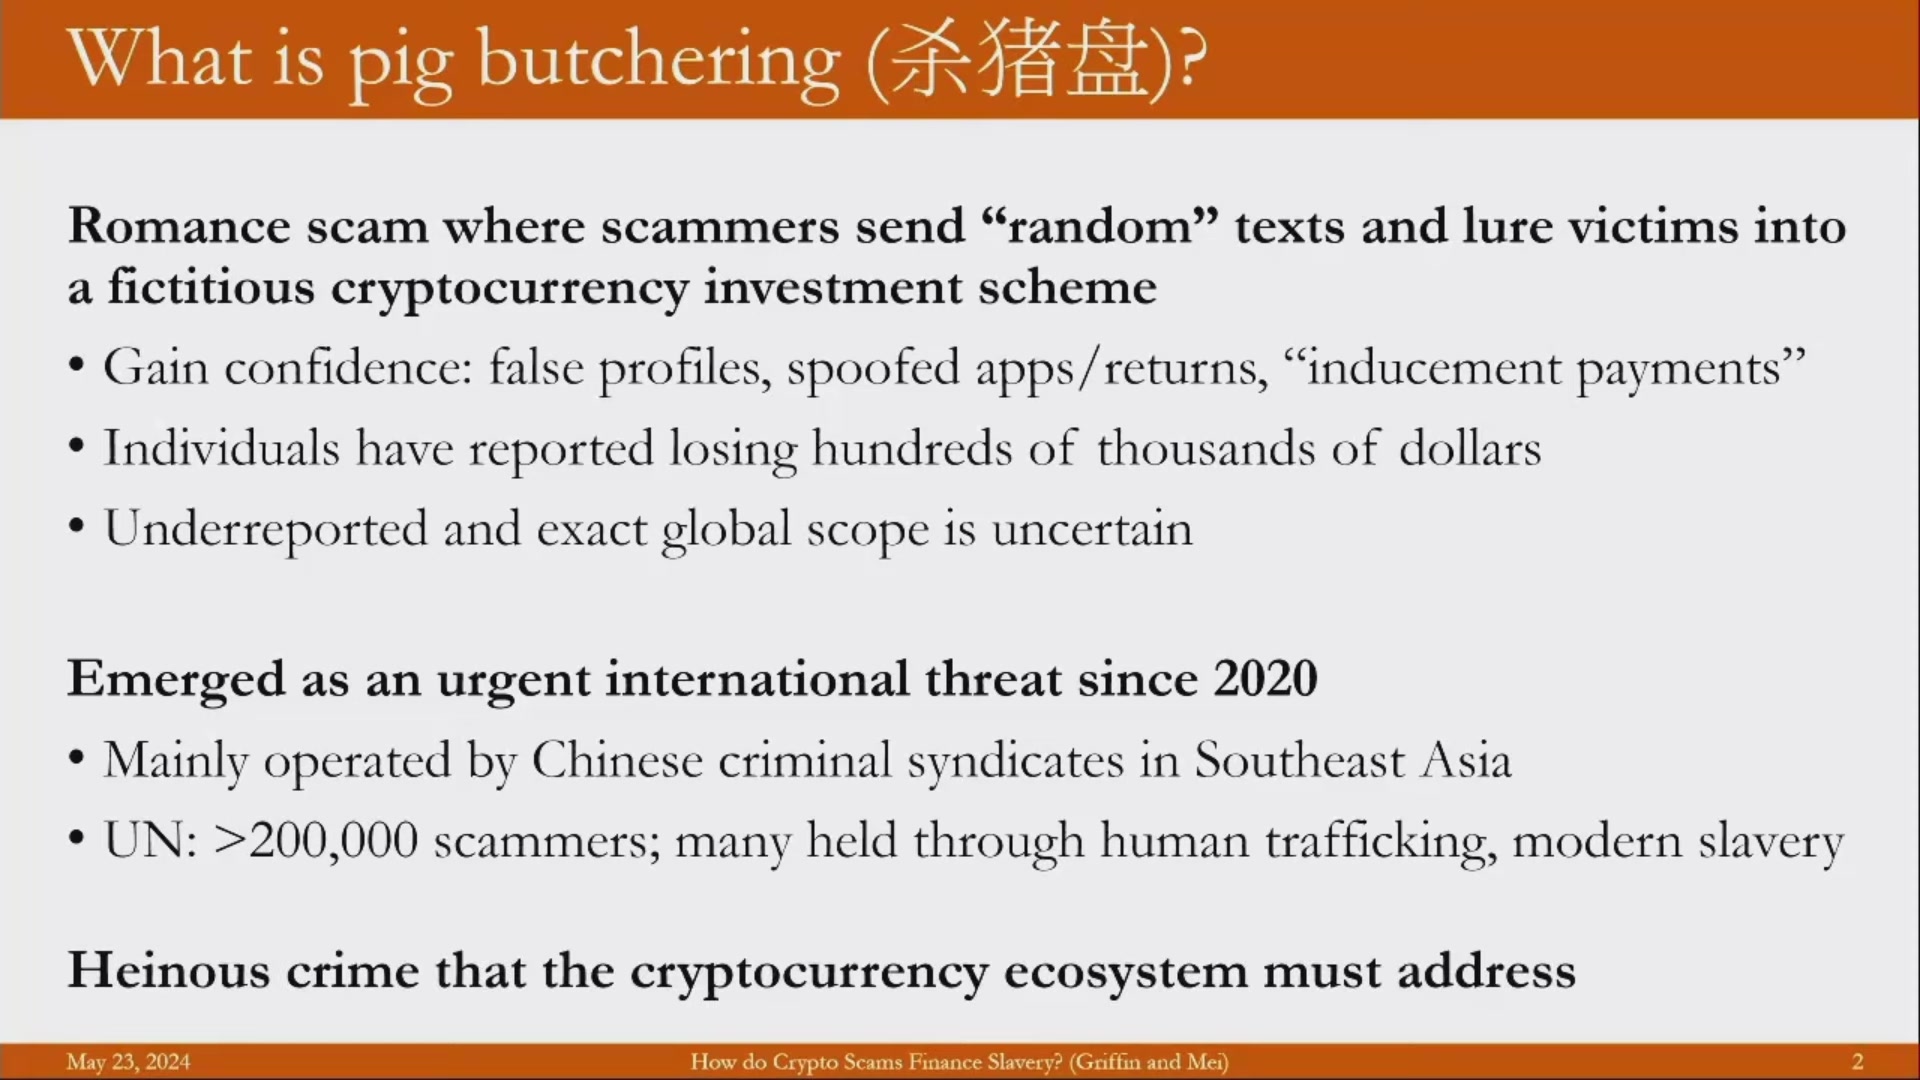 What is pig butchering (杀猪盘)?
Romance scam where scammers send “random” texts and lure victims into
a fictitious cryptocurrency investment scheme
• Gain confidence: false profiles, spoofed apps/returns, “inducement payments”
• Individuals have reported losing hundreds of thousands of dollars
• Underreported and exact global scope is uncertain
Emerged as an urgent international threat since 2020
• Mainly operated by Chinese criminal syndicates in Southeast Asia
• UN: >200,000 scammers; many held through human trafficking, modern slavery
Heinous crime that the cryptocurrency ecosystem must address
May 23, 2024
How do Crypto Scams Finance Slavery? (Griffin and Mei)
2